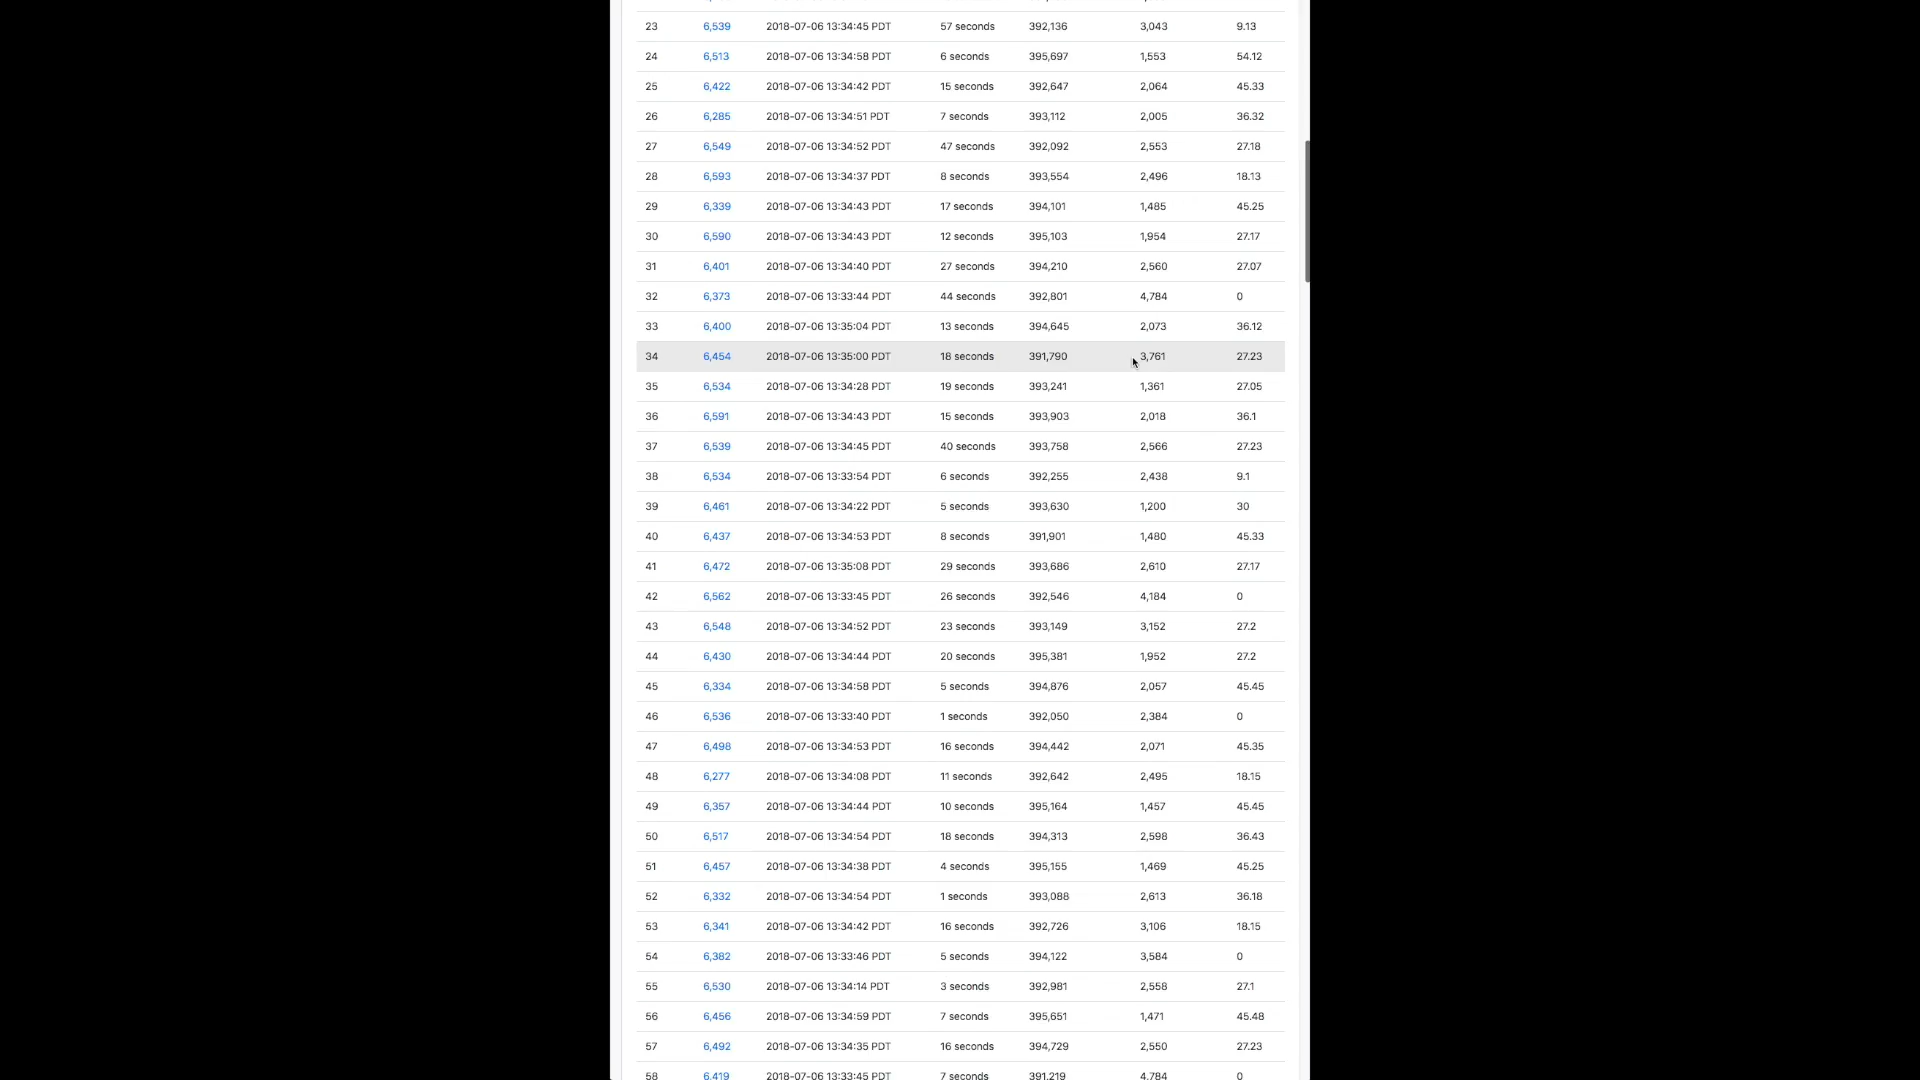 23 6,539 2018-07-06 13:34:45 PDT 57 seconds 392,136 3,043 9.13
24 6,513 2018-07-06 13:34:58 PDT 6 seconds 395,697 1,553 54.12
25 6,422 2018-07-06 13:34:42 PDT 15 seconds 392,647 2,064 45.33
26 6,285 2018-07-06 13:34:51 PDT 7 seconds 393,112 2,005 36.32
27 6,549 2018-07-06 13:34:52 PDT 47 seconds 392,092 2,553 27.18
28 6,593 2018-07-06 13:34:37 PDT 8 seconds 393,554 2,496 18.13
29 6,339 2018-07-06 13:34:43 PDT 17 seconds 394,101 1,485 45.25
30 6,590 2018-07-06 13:34:43 PDT 12 seconds 395,103 1,954 27.17
31 6,401 2018-07-06 13:34:40 PDT 27 seconds 394,210 2,560 27.07
32 6,373 2018-07-06 13:33:44 PDT 44 seconds 392,801 4,784 0
33 6,400 2018-07-06 13:35:04 PDT 13 seconds 394,645 2,073 36.12
34 6,454 2018-07-06 13:35:00 PDT 18 seconds 391,790 3,761 27.23
35 6,534 2018-07-06 13:34:28 PDT 19 seconds 393,241 1,361 27.05
36 6,591 2018-07-06 13:34:43 PDT 15 seconds 393,903 2,018 36.1
37 6,539 2018-07-06 13:34:45 PDT 40 seconds 393,758 2,566 27.23
38 6,534 2018-07-06 13:33:54 PDT 6 seconds 392,255 2,438 9.1
39 6,461 2018-07-06 13:34:22 PDT 5 seconds 393,630 1,200 30
40 6,437 2018-07-06 13:34:53 PDT 8 seconds 391,901 1,480 45.33
41 6,472 2018-07-06 13:35:08 PDT 29 seconds 393,686 2,610 27.17
42 6,562 2018-07-06 13:33:45 PDT 26 seconds 392,546 4,184 0
43 6,548 2018-07-06 13:34:52 PDT 23 seconds 393,149 3,152 27.2
44 6,430 2018-07-06 13:34:44 PDT 20 seconds 395,381 1,952 27.2
45 6,334 2018-07-06 13:34:58 PDT 5 seconds 394,876 2,057 45.45
46 6,536 2018-07-06 13:33:40 PDT 1 seconds 392,050 2,384 0
47 6,498 2018-07-06 13:34:53 PDT 16 seconds 394,442 2,071 45.35
48 6,277 2018-07-06 13:34:08 PDT 11 seconds 392,642 2,495 18.15
49 6,357 2018-07-06 13:34:44 PDT 10 seconds 395,164 1,457 45.45
50 6,517 2018-07-06 13:34:54 PDT 18 seconds 394,313 2,598 36.43
51 6,457 2018-07-06 13:34:38 PDT 4 seconds 395,155 1,469 45.25
52 6,332 2018-07-06 13:34:54 PDT 1 seconds 393,088 2,613 36.18
53 6,341 2018-07-06 13:34:42 PDT 16 seconds 392,726 3,106 18.15
54 6,382 2018-07-06 13:33:46 PDT 5 seconds 394,122 3,584 0
55 6,530 2018-07-06 13:34:14 PDT 3 seconds 392,981 2,558 27.1
56 6,456 2018-07-06 13:34:59 PDT 7 seconds 395,651 1,471 45.48
57 6,492 2018-07-06 13:34:35 PDT 16 seconds 394,729 2,550 27.23
58 6,419 2018-07-06 13:33:45 PDT 7 seconds 391,219 4,784 0